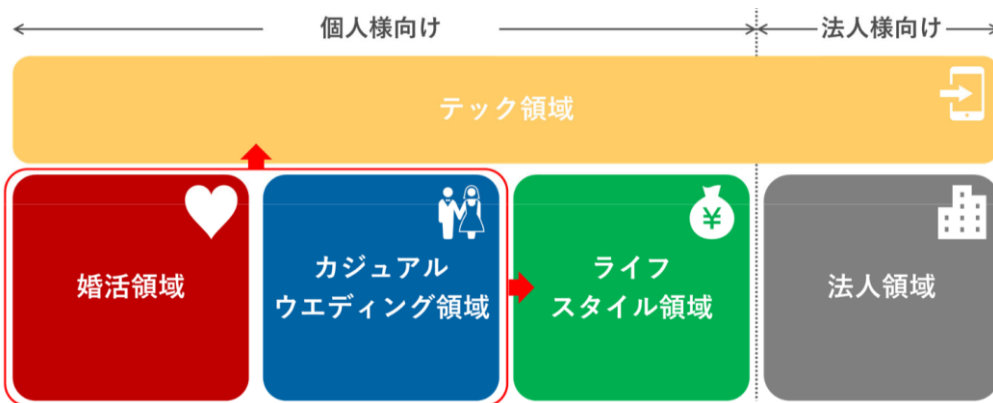 個人様向け
法人様向け
テック領域
婚活領域
カジュアル
ウエディング領域
ライフ
スタイル領域
¥
法人領域